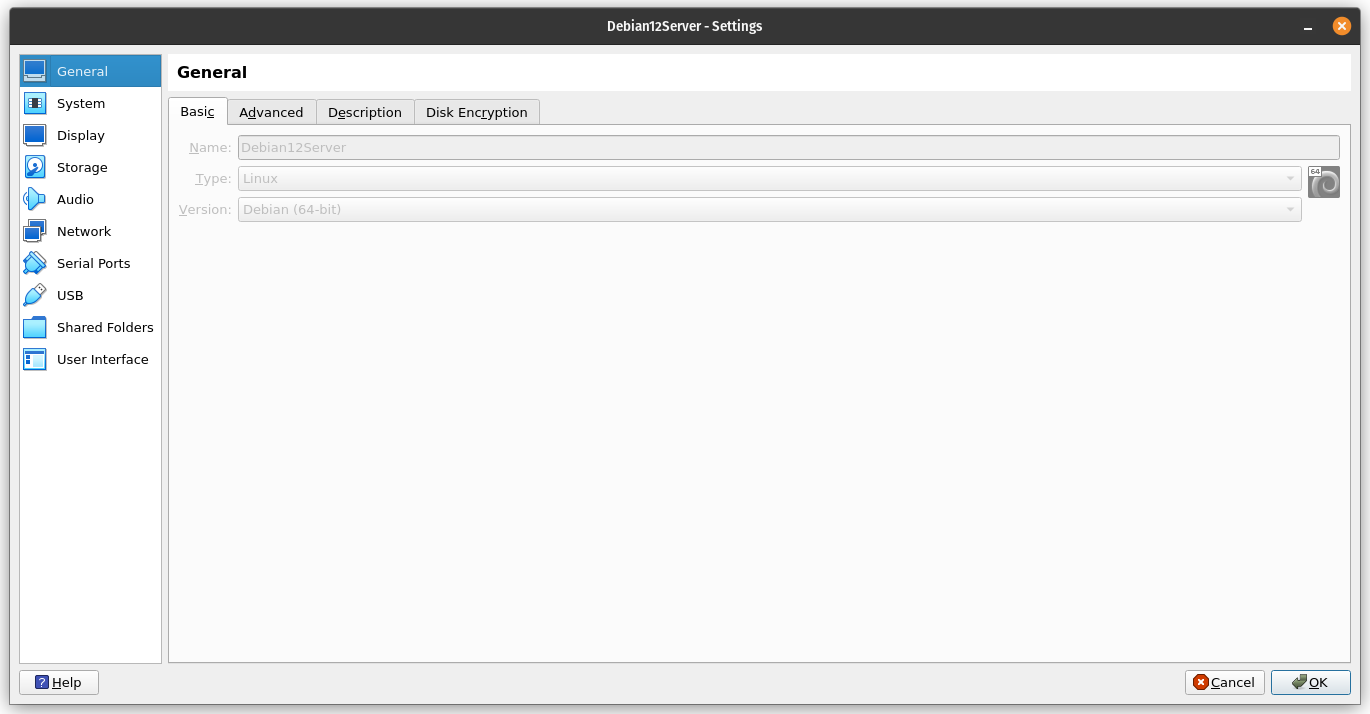 Debian12Server - Settings
General
System
Display
Storage
Audio
Network
Serial Ports
USB
Shared Folders
User Interface
General
Basic Advanced Description Disk Encryption
Name: Debian12Server
Type: Linux
64
Version: Debian (64-bit)
Help Cancel OK